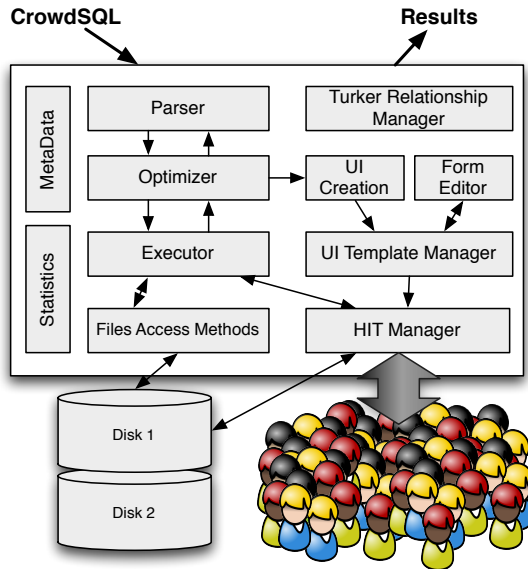 CrowdSQL
Results
MetaData
Parser
Turker Relationship
Manager
Optimizer
UI
Creation
Form
Editor
Statistics
Executor
UI Template Manager
Files Access Methods
HIT Manager
Disk 1
Disk 2